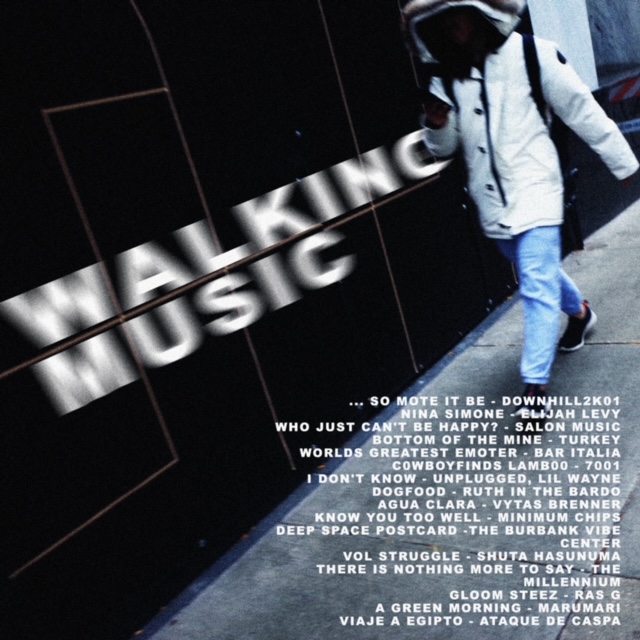 WALKING
MUSIC
... SO MOTE IT BE - DOWNHILL2K01
NINA SIMONE - ELIJAH LEVY
WHO JUST CAN'T BE HAPPY? - SALON MUSIC
BOTTOM OF THE MINE - TURKEY
WORLDS GREATEST EMOTER - BAR ITALIA
C0WBOYFINDS LAMB00 - 7001
I DON'T KNOW - UNPLUGGED, LIL WAYNE
DOGFOOD - RUTH IN THE BARDO
AGUA CLARA - VYTAS BRENNER
KNOW YOU TOO WELL - MINIMUM CHIPS
DEEP SPACE POSTCARD -THE BURBANK VIBE
CENTER
VOL STRUGGLE - SHUTA HASUNUMA
THERE IS NOTHING MORE TO SAY - THE
MILLENNIUM
GLOOM STEEZ - RAS G
A GREEN MORNING - MARUMARI
VIAJE A EGIPTO - ATAQUE DE CASPA